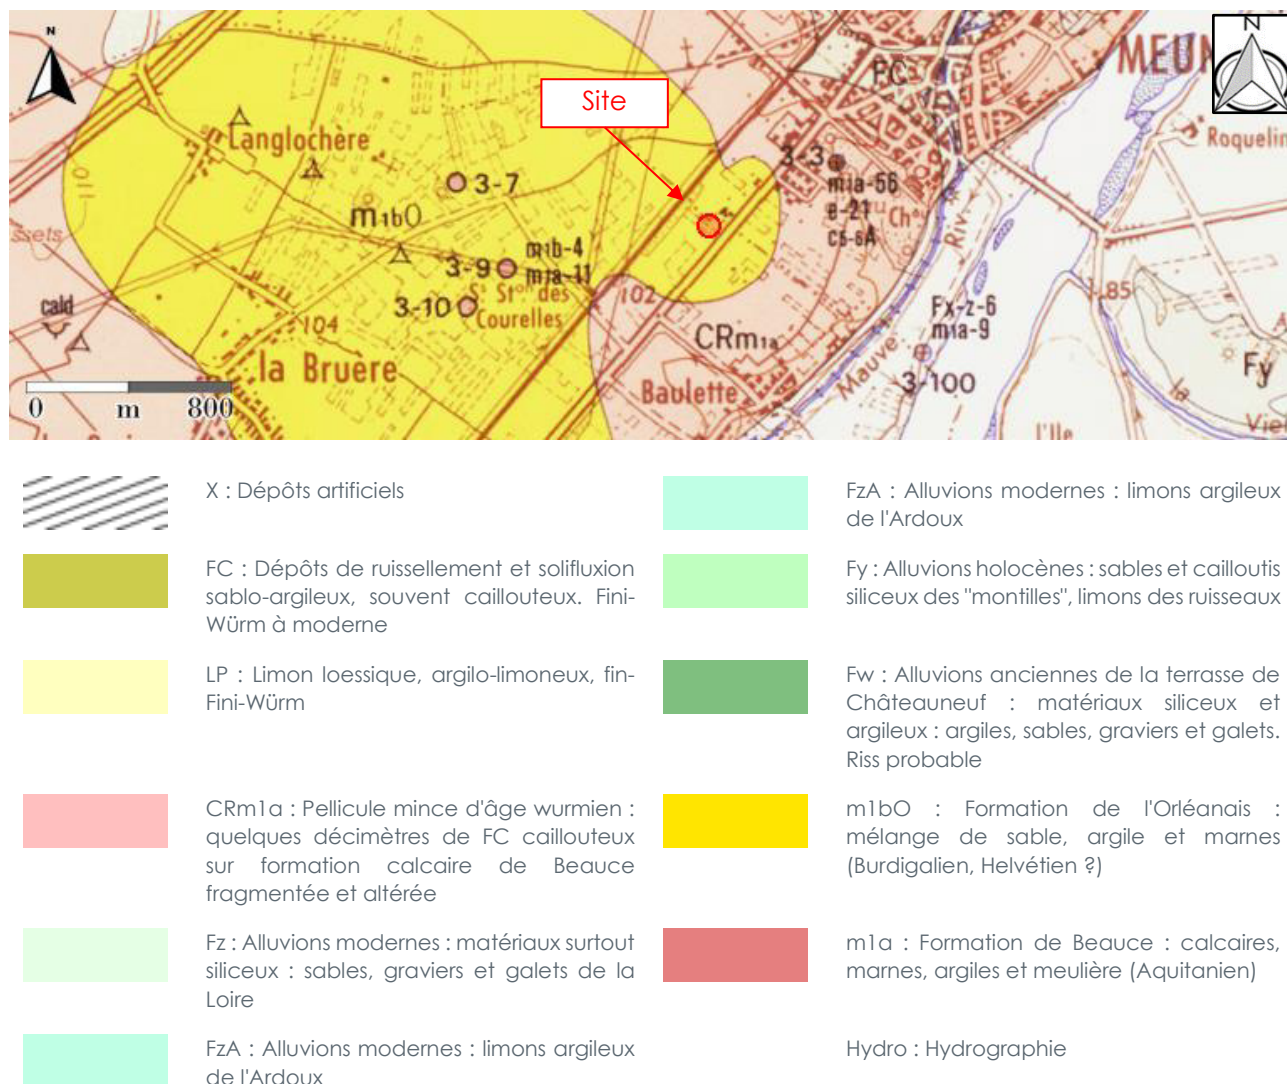 N
Site
MEUN
N
FC
Roquelin
Langlochère
3-7
3-3
m1a-56
e-21
c5-6A
Ch
m1bO
Riv.
3-9
m1b-4
m1a-11
Sn des
Courelles
3-10
102
85
cald
104
CRm1a
Fx-z-6
m1a-9
Fy
la Bruère
Baulette
Mauve
3-100
la
0 m 800
l'Ile
X : Dépôts artificiels
FC : Dépôts de ruissellement et solifluxion
sablo-argileux, souvent caillouteux. Fini-
Würm à moderne
LP : Limon loessique, argilo-limoneux, fin-
Fini-Würm
CRm1a : Pellicule mince d'âge wurmien :
quelques décimètres de FC caillouteux
sur formation calcaire de Beauce
fragmentée et altérée
Fz : Alluvions modernes : matériaux surtout
siliceux : sables, graviers et galets de la
Loire
FzA : Alluvions modernes : limons argileux
de l'Ardoux
FzA : Alluvions modernes : limons argileux
de l'Ardoux
Fy : Alluvions holocènes : sables et cailloutis
siliceux des "montilles", limons des ruisseaux
Fw : Alluvions anciennes de la terrasse de
Châteauneuf : matériaux siliceux et
argileux : argiles, sables, graviers et galets.
Riss probable
m1bO : Formation de l'Orléanais :
mélange de sable, argile et marnes
(Burdigalien, Helvétien ?)
m1a : Formation de Beauce : calcaires,
marnes, argiles et meulière (Aquitanien)
Hydro : Hydrographie